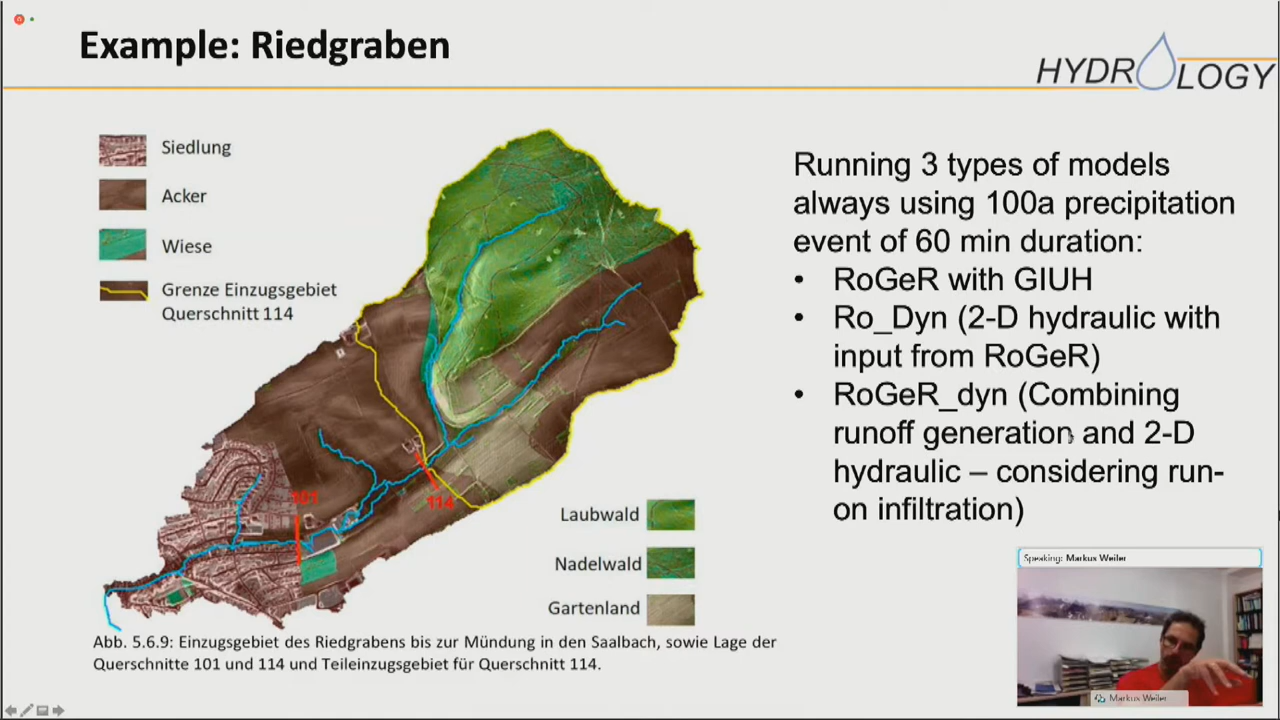 Example: Riedgraben
HYDROLOGY
Siedlung
Acker
Wiese
Grenze Einzugsgebiet
Querschnitt 114
101
114
Laubwald
Nadelwald
Gartenland
Abb. 5.6.9: Einzugsgebiet des Riedgrabens bis zur Mündung in den Saalbach, sowie Lage der
Querschnitte 101 und 114 und Teileinzugsgebiet für Querschnitt 114.
Running 3 types of models
always using 100a precipitation
event of 60 min duration:
• RoGeR with GIUH
• Ro_Dyn (2-D hydraulic with
input from RoGeR)
• RoGeR_dyn (Combining
runoff generation and 2-D
hydraulic – considering run-
on infiltration)
Speaking: Markus Weiler
Markus Weiler